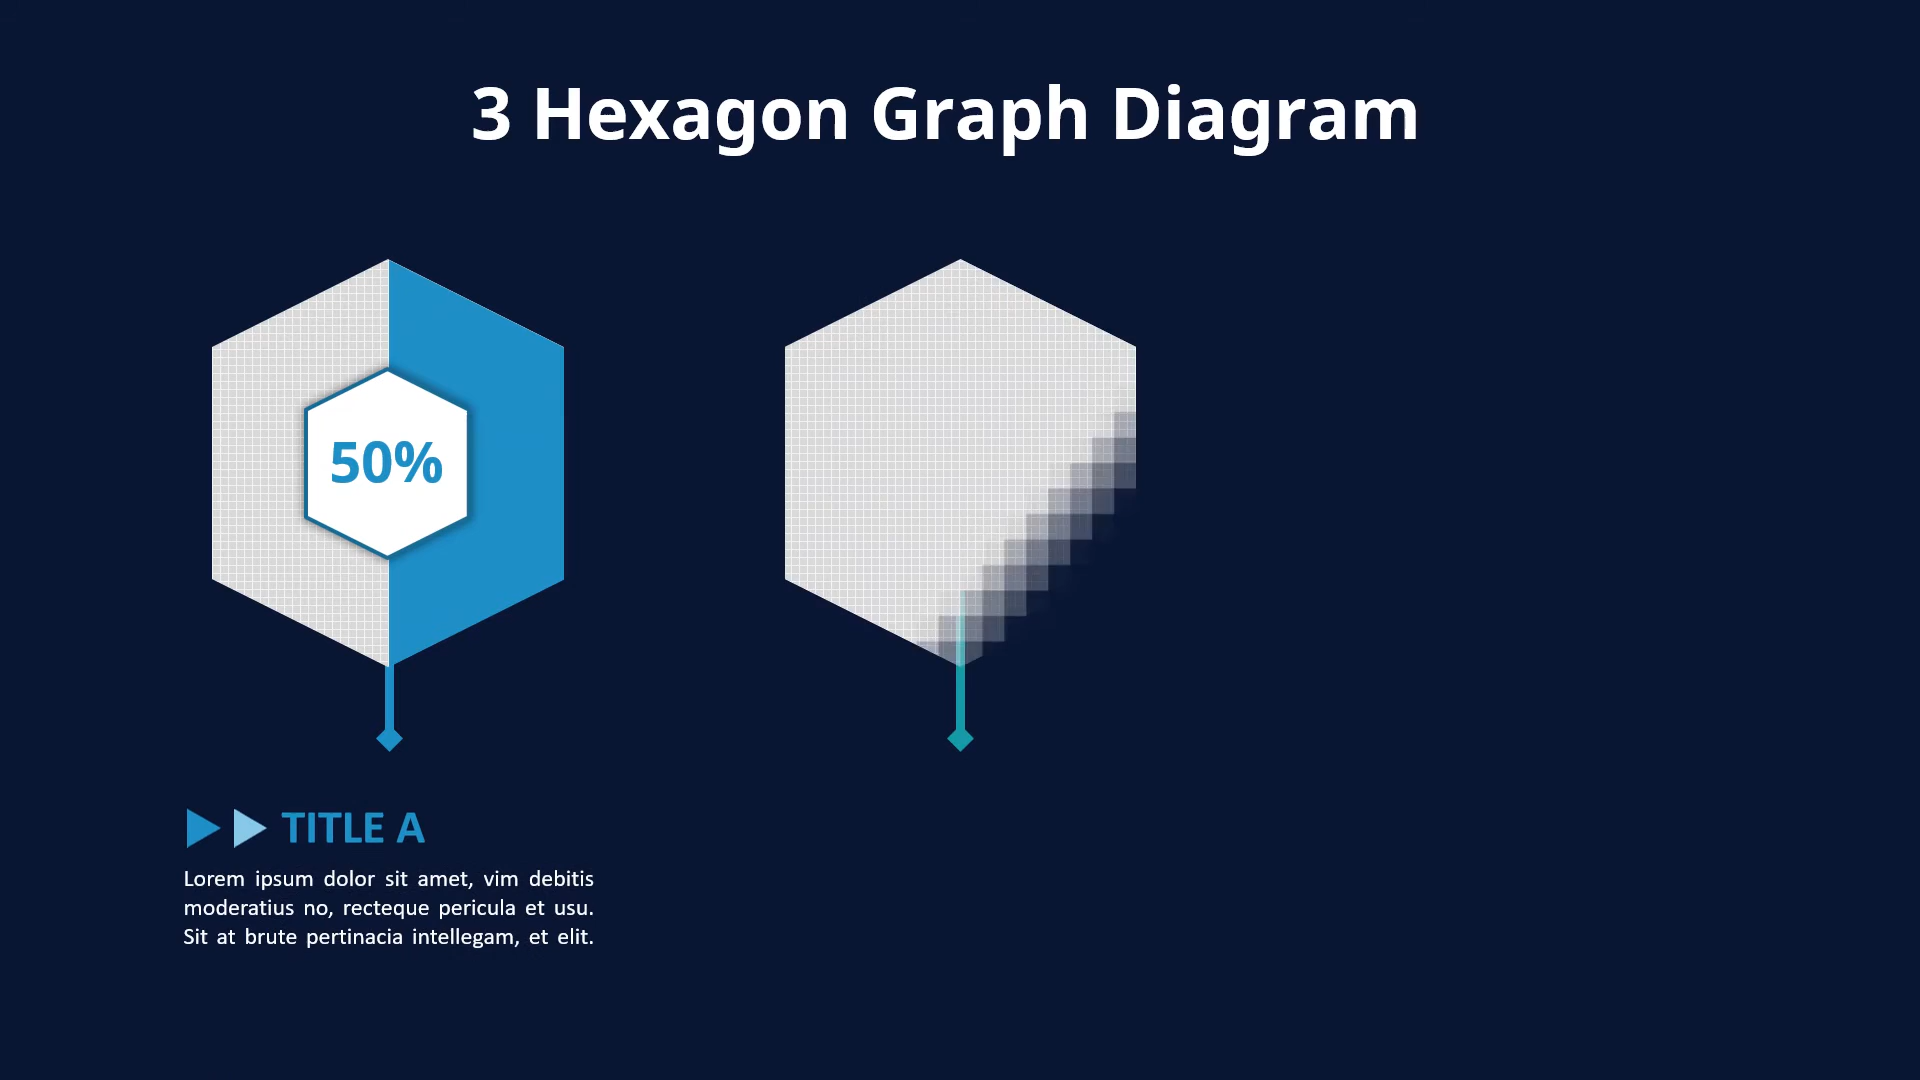 3 Hexagon Graph Diagram
50%
TITLE A
Lorem ipsum dolor sit amet, vim debitis
moderatius no, recteque pericula et usu.
Sit at brute pertinacia intellegam, et elit.